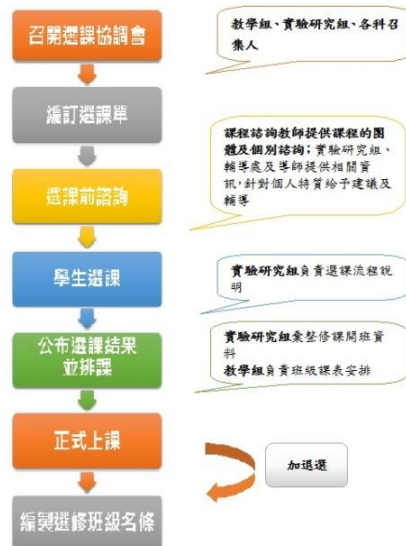 召開選課協調會
教學組、實驗研究組、各科召
集人
編訂選課單
課程諮詢教師提供課程的團
體及個別諮詢；實驗研究組、
輔導處及導師提供相關資
訊，針對個人特質給予建議及
輔導
選課前諮詢
學生選課
實驗研究組負責選課流程說
明
公布選課結果
並排課
實驗研究組彙整修課開班資
料
教學組負責班級課表安排
正式上課
加退選
編製選修班級名條